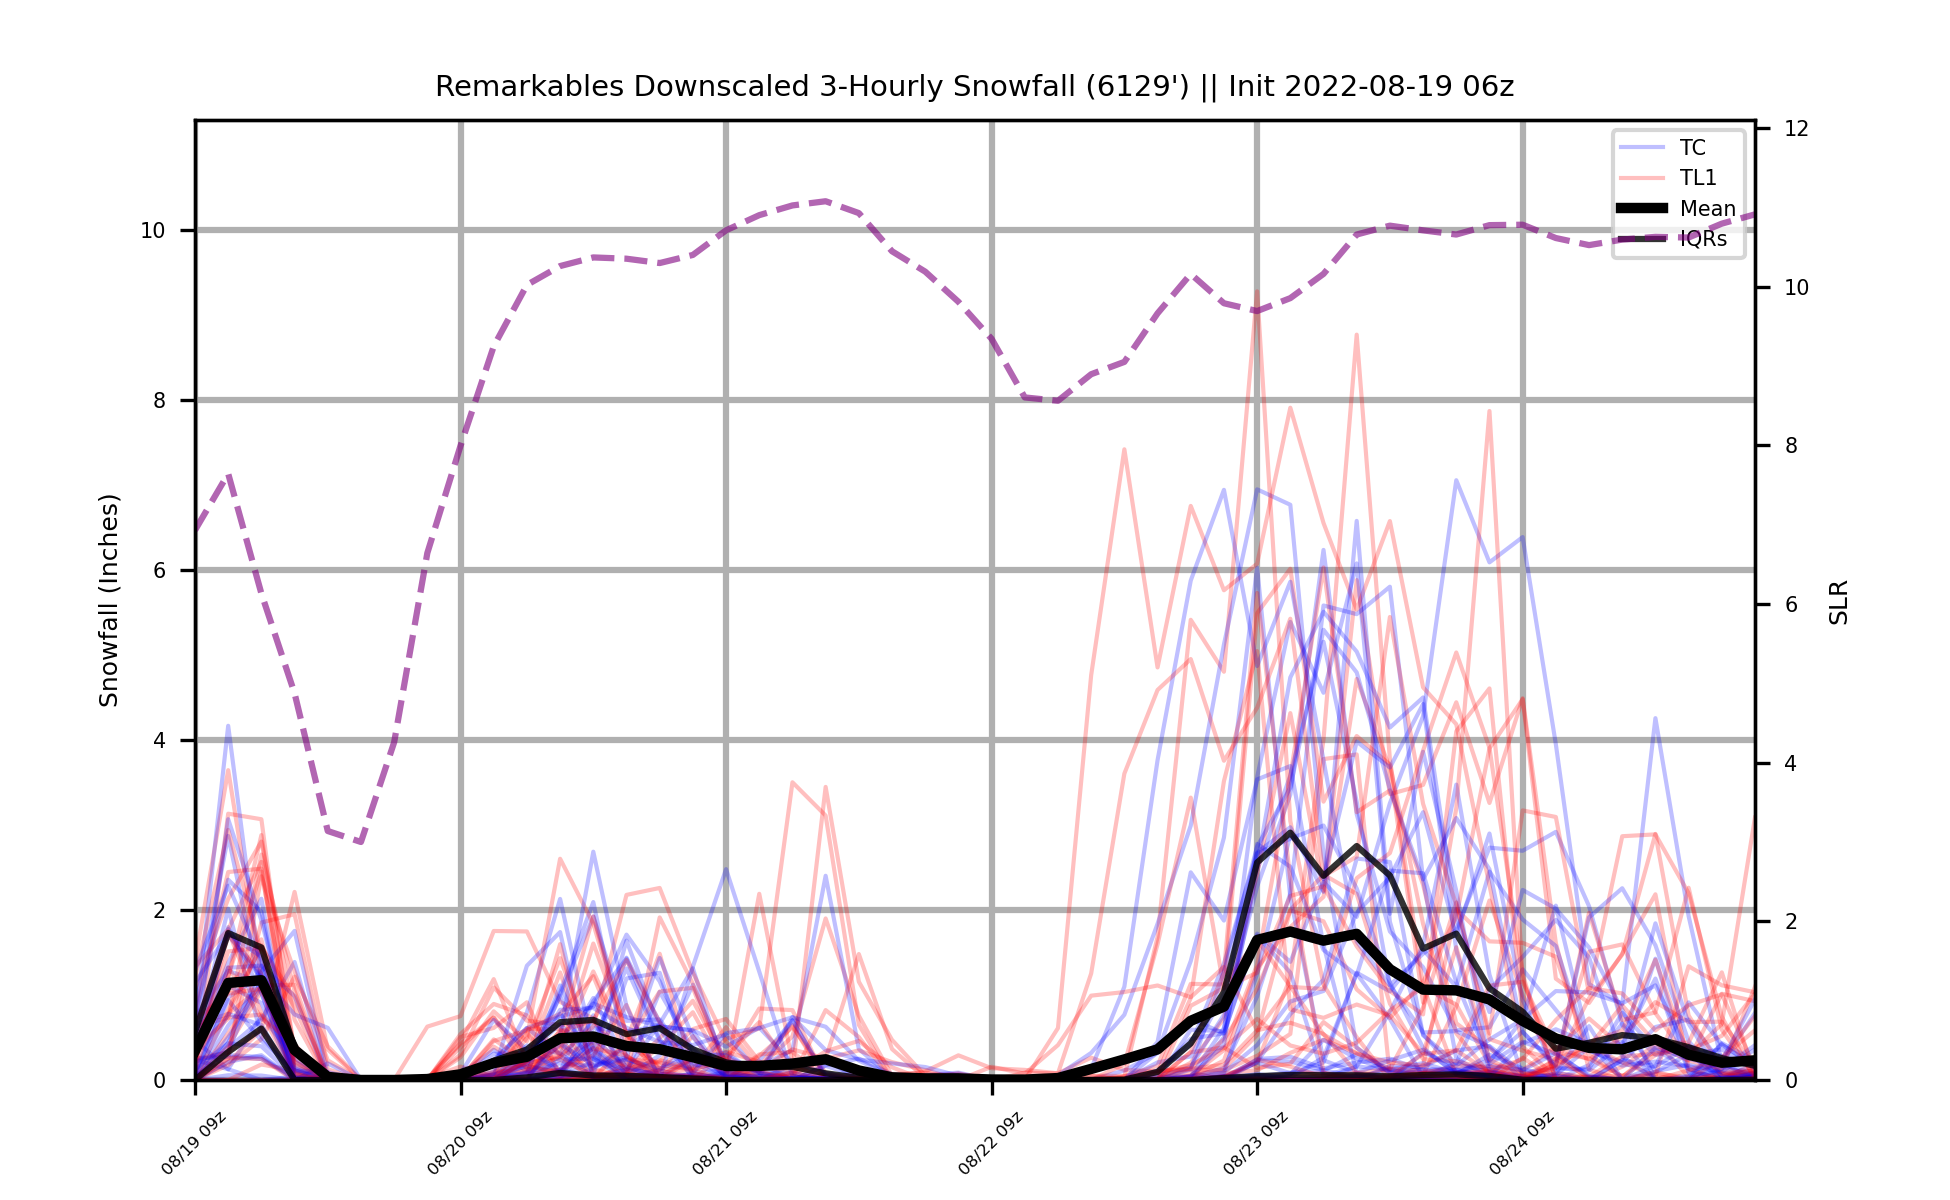 Remarkables Downscaled 3-Hourly Snowfall (6129') || Init 2022-08-19 06z
TC
TL1
Mean
IQRs
Snowfall (Inches)
10
8
6
4
2
0
12
10
8
6
4
2
0
SLR
08/19 09z
08/20 09z
08/21 09z
08/22 09z
08/23 09z
08/24 09z